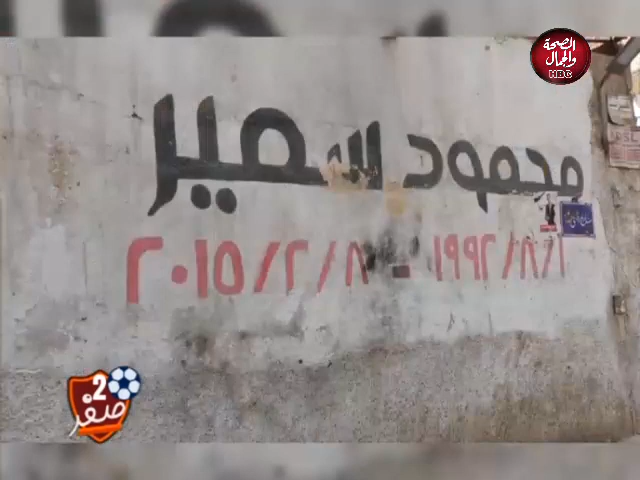 الصحة
والجمال
HBC
محمود سمير
١٩٩٢/٨/١ - ٢٠١٥/٢/٨
2
صفر